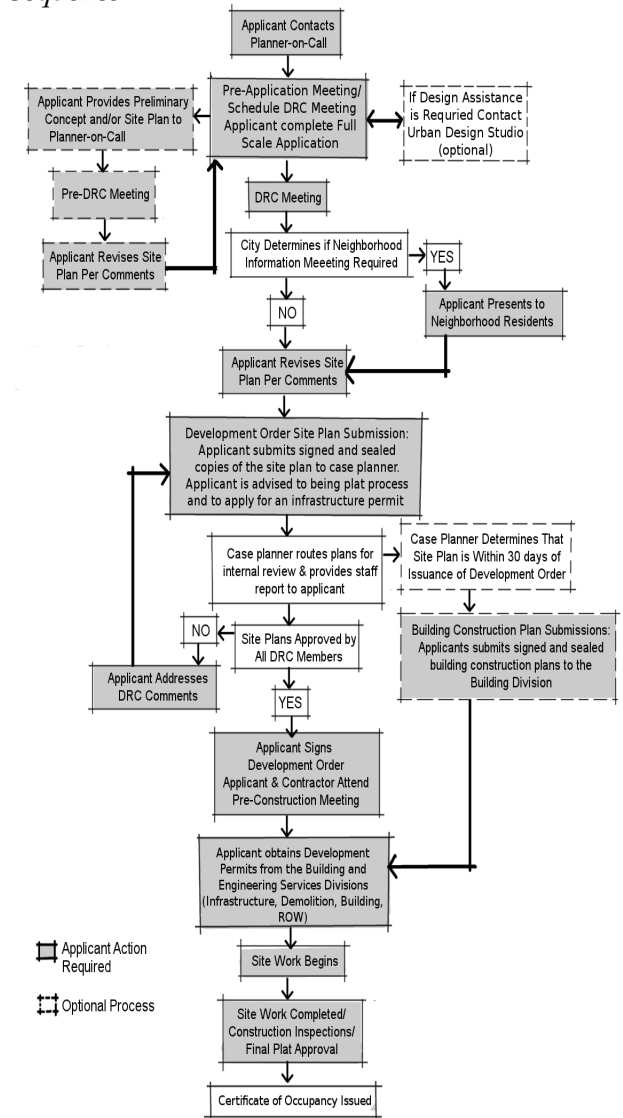 Applicant Contacts
Planner-on-Call
Pre-Application Meeting/
Schedule DRC Meeting
Applicant complete Full
Scale Application
Applicant Provides Preliminary
Concept and/or Site Plan to
Planner-on-Call
If Design Assistance
is Requried Contact
Urban Design Studio
(optional)
Pre-DRC Meeting
DRC Meeting
Applicant Revises Site
Plan Per Comments
City Determines if Neighborhood
Information Meeeting Required
YES
NO
Applicant Presents to
Neighborhood Residents
Applicant Revises Site
Plan Per Comments
Development Order Site Plan Submission:
Applicant submits signed and sealed
copies of the site plan to case planner.
Applicant is advised to being plat process
and to apply for an infrastructure permit
Case planner routes plans for
internal review & provides staff
report to applicant
Case Planner Determines That
Site Plan is Within 30 days of
Issuance of Development Order
NO
Site Plans Approved by
All DRC Members
Building Construction Plan Submissions:
Applicants submits signed and sealed
building construction plans to the
Building Division
Applicant Addresses
DRC Comments
YES
Applicant Signs
Development Order
Applicant & Contractor Attend
Pre-Construction Meeting
Applicant obtains Development
Permits from the Building and
Engineering Services Divisions
(Infrastructure, Demolition, Building,
ROW)
Applicant Action
Required
Optional Process
Site Work Begins
Site Work Completed/
Construction Inspections/
Final Plat Approval
Certificate of Occupancy Issued